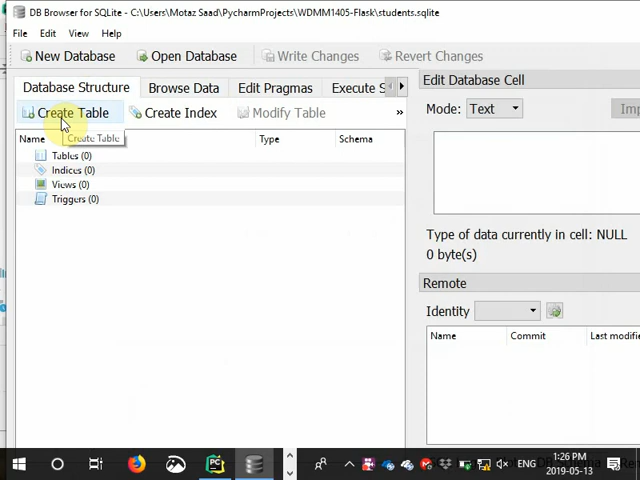 DB Browser for SQLite - C:\Users\Motaz Saad\PycharmProjects\WDMM1405-Flask\students.sqlite
File Edit View Help
New Database Open Database Write Changes Revert Changes
Database Structure Browse Data Edit Pragmas Execute S
Edit Database Cell
Create Table Create Index Modify Table »
Mode: Text Imp
Create Table
Name Type Schema
Tables (0)
Indices (0)
Views (0)
Triggers (0)
Type of data currently in cell: NULL
0 byte(s)
Remote
Identity
Name Commit Last modifie
ENG 1:26 PM
2019-05-13